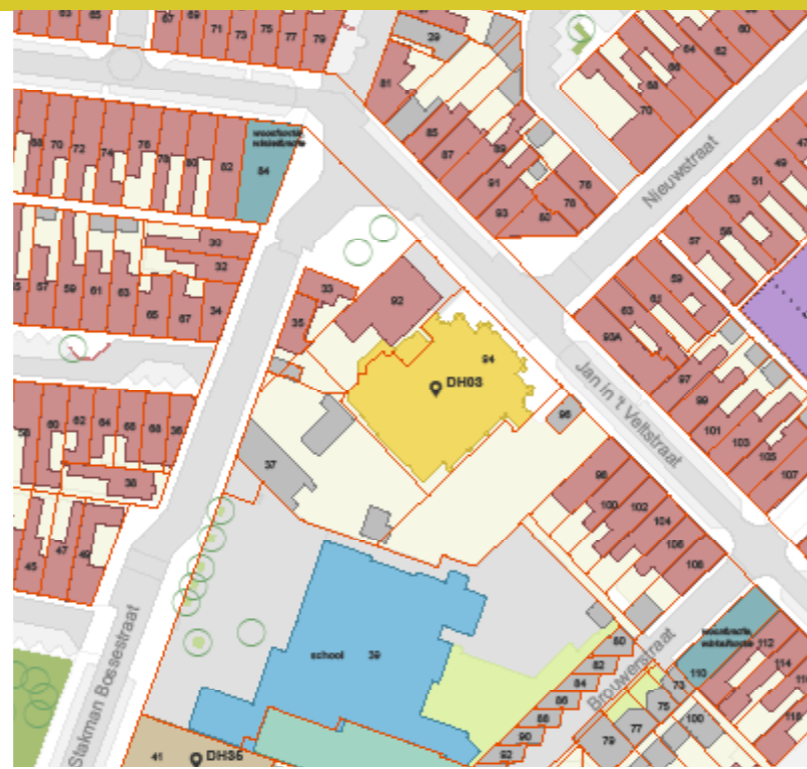 63 65 67 69 71 73 75 77 79
39
81 85 87 89 91 93 85 78 76
60 62 64 66 68 70
Nieuwstraat
47 49 51 53 57
59 63 93A 97 99 101 103 105 107
Jan in 't Veltstraat
68 70 72 74 76 78 80 82 84
30 32 34
57 59 61 63 65 67
33 35
92
94
DH03
96
98 100 102 104 106 108
37
58 60 62 64 66 68 36
38
45 47 49
Stakman Bossestraat
school 39
80 82 84 86 88 90 92
Brouwerstraat
110 112 114
73 75 77 79 100
41
DH35